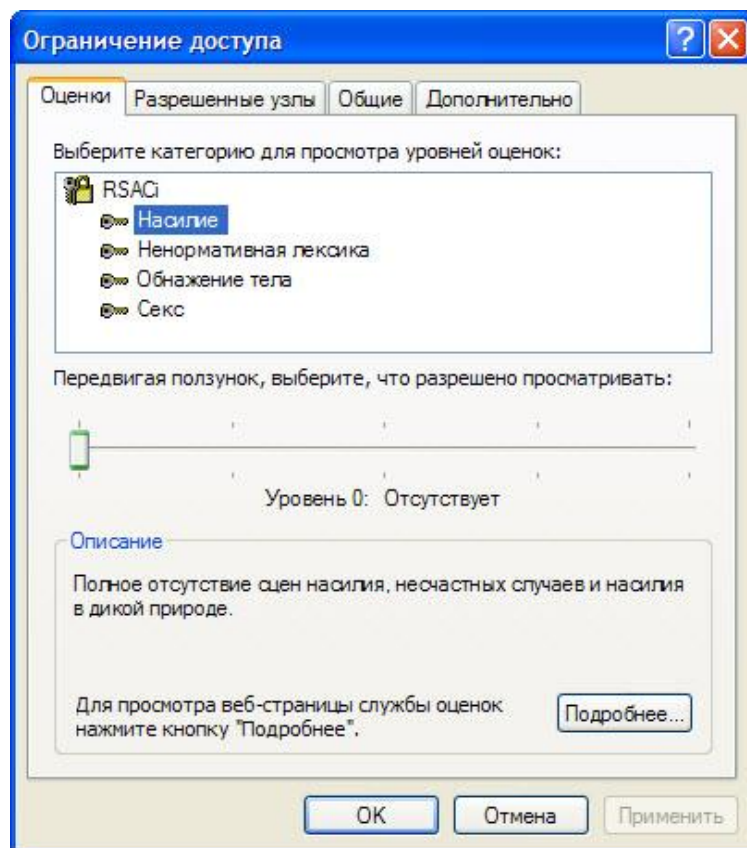 Ограничение доступа
Оценки Разрешенные узлы Общие Дополнительно
Выберите категорию для просмотра уровней оценок:
RSACi
Насилие
Ненормативная лексика
Обнажение тела
Секс
Передвигая ползунок, выберите, что разрешено просматривать:
Уровень 0: Отсутствует
Описание
Полное отсутствие сцен насилия, несчастных случаев и насилия
в дикой природе.
Для просмотра веб-страницы службы оценок
нажмите кнопку "Подробнее".
Подробнее...
OK Отмена Применить